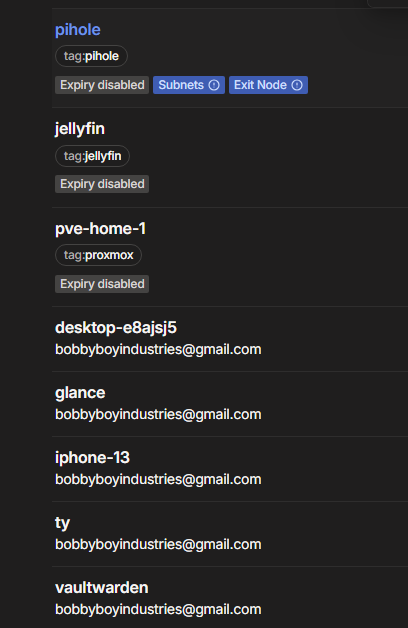 pihole
tag:pihole
Expiry disabled Subnets Exit Node
jellyfin
tag:jellyfin
Expiry disabled
pve-home-1
tag:proxmox
Expiry disabled
desktop-e8ajsj5
bobbyboyindustries@gmail.com
glance
bobbyboyindustries@gmail.com
iphone-13
bobbyboyindustries@gmail.com
ty
bobbyboyindustries@gmail.com
vaultwarden
bobbyboyindustries@gmail.com